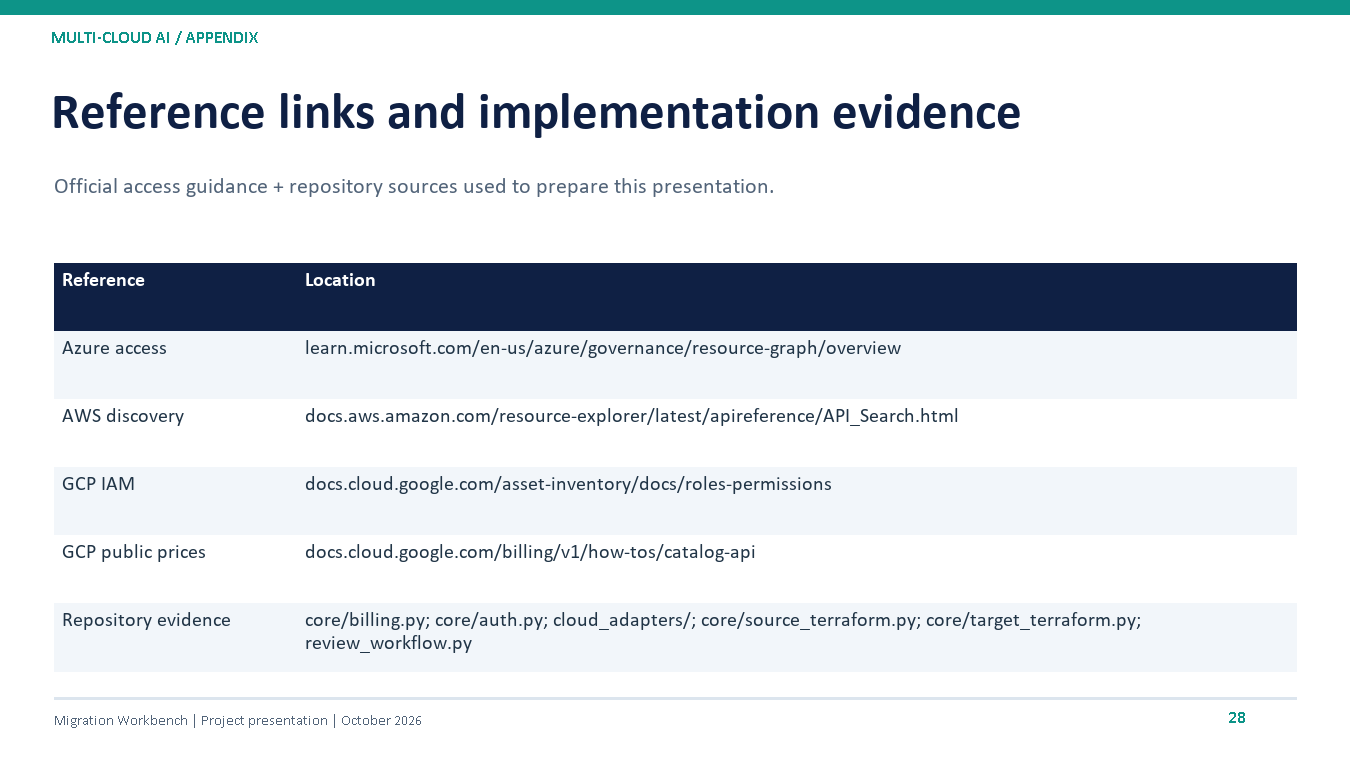 MULTI-CLOUD AI / APPENDIX
Reference links and implementation evidence
Official access guidance + repository sources used to prepare this presentation.
Reference Location
Azure access learn.microsoft.com/en-us/azure/governance/resource-graph/overview
AWS discovery docs.aws.amazon.com/resource-explorer/latest/apireference/API_Search.html
GCP IAM docs.cloud.google.com/asset-inventory/docs/roles-permissions
GCP public prices docs.cloud.google.com/billing/v1/how-tos/catalog-api
Repository evidence core/billing.py; core/auth.py; cloud_adapters/; core/source_terraform.py; core/target_terraform.py;
review_workflow.py
Migration Workbench | Project presentation | October 2026 28